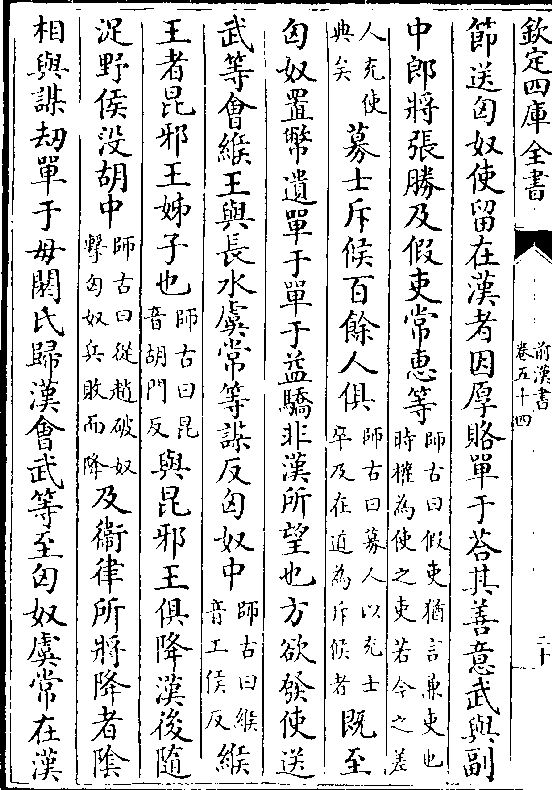 欽定四庫全書
前漢書
卷五十四
二十
節送匈奴使留在漢者因厚賂單于荅其善意武與副
中郎將張勝及假吏常惠等師古曰假吏猶言兼吏也時權為使之吏若今之差
人充使典矣募士斥候百餘人俱師古曰募人以充士卒及在道為斥候者既至
匈奴置幣遺單于單于益驕非漢所望也方欲發使送
武等會緱王與長水虞常等謀反匈奴中師古曰緱音工侯反緱
王者昆邪王姊子也師古曰昆音胡門反與昆邪王俱降漢後隨
浞野侯没胡中師古曰從趙破奴擊匈奴兵敗而降及衛律所將降者陰
相與謀劫單于母閼氏歸漢會武等至匈奴虞常在漢